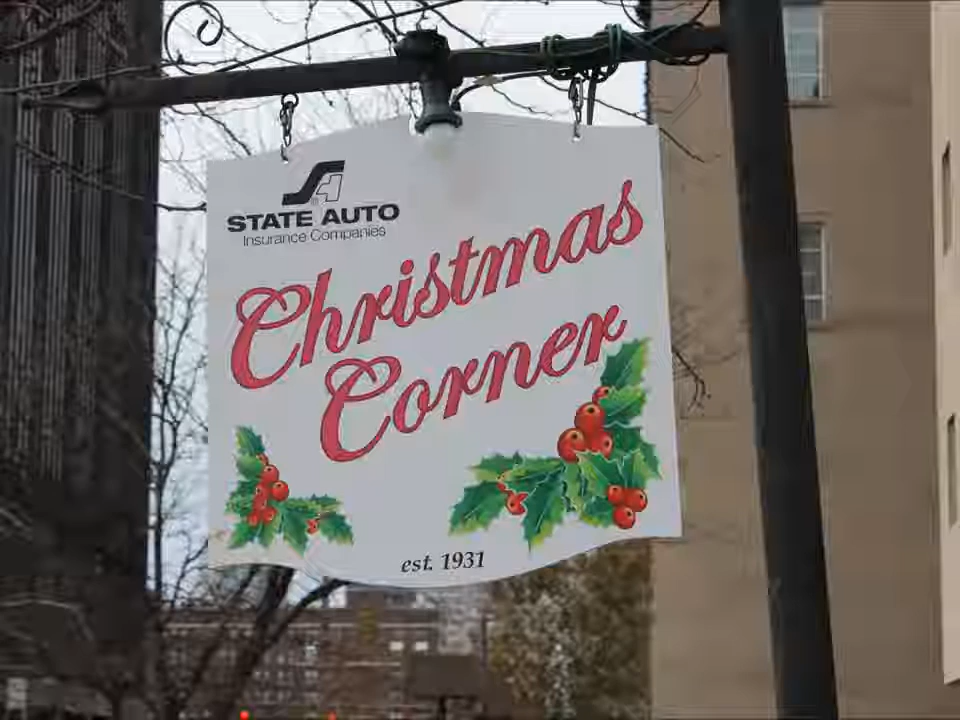 STATE AUTO
Insurance Companies
Christmas
Corner
est. 1931